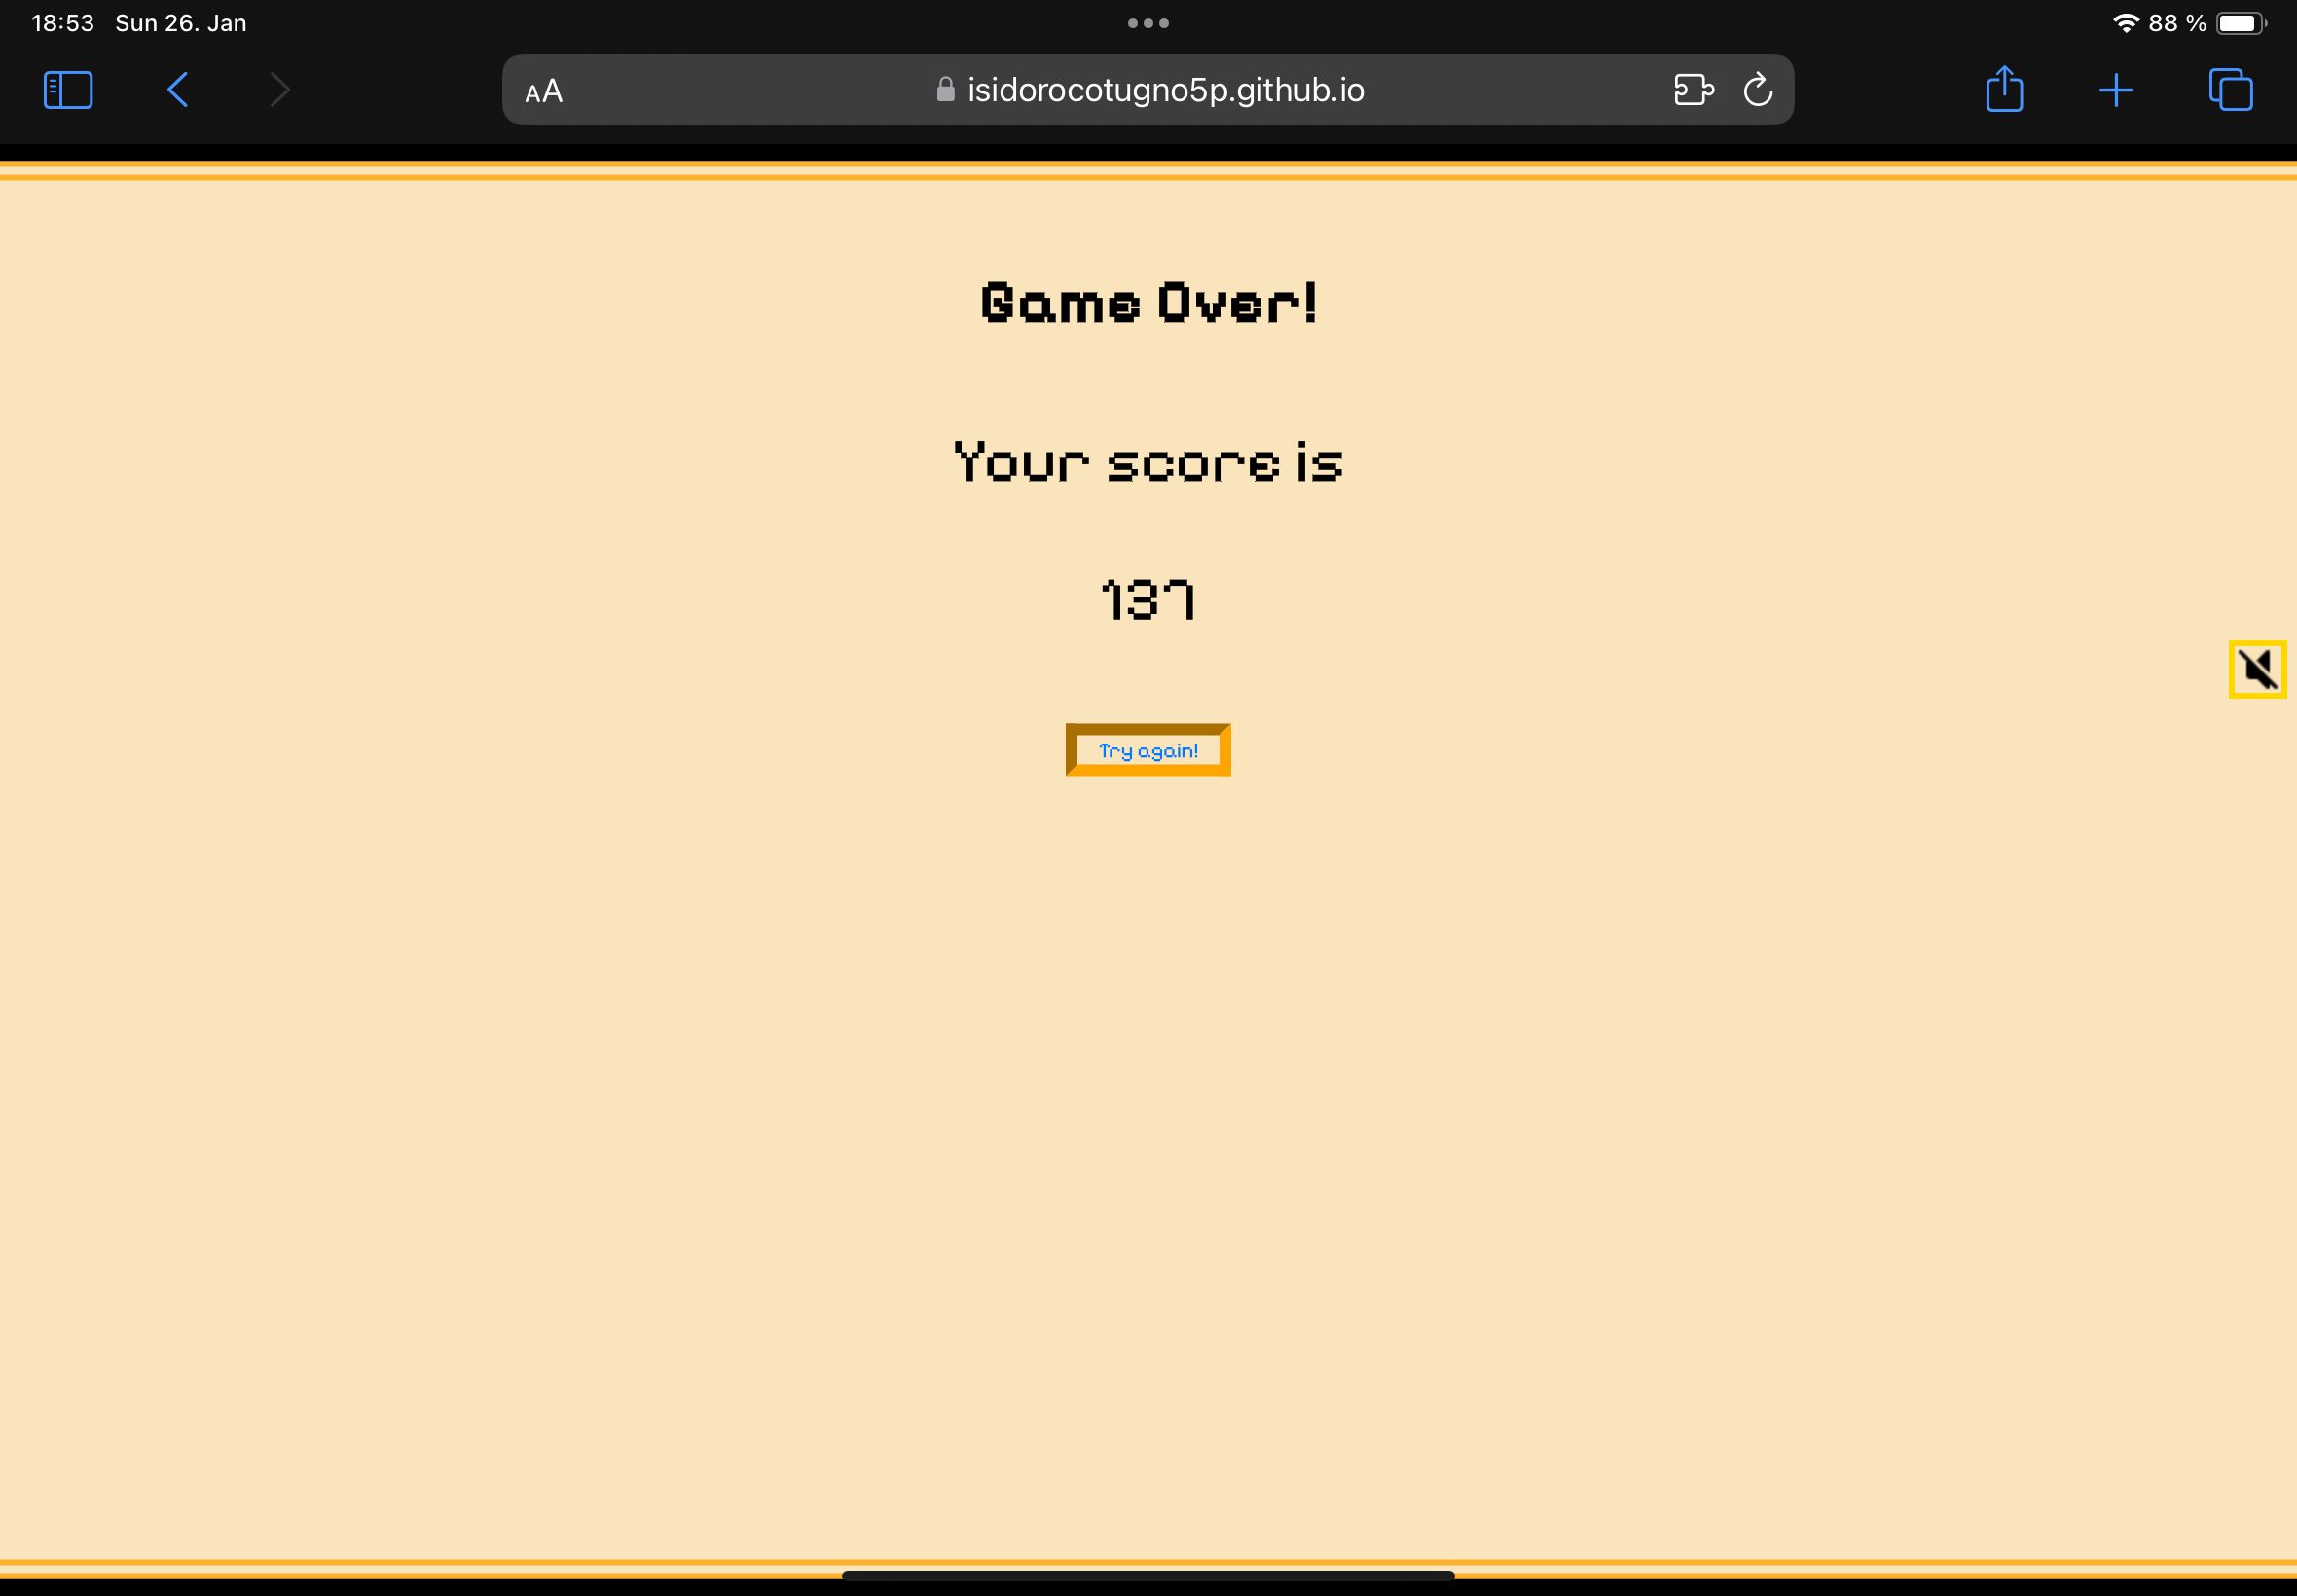 18:53 Sun 26. Jan 88 %
AA isidorocotugno5p.github.io
Game Over!
Your score is
137
Try again!